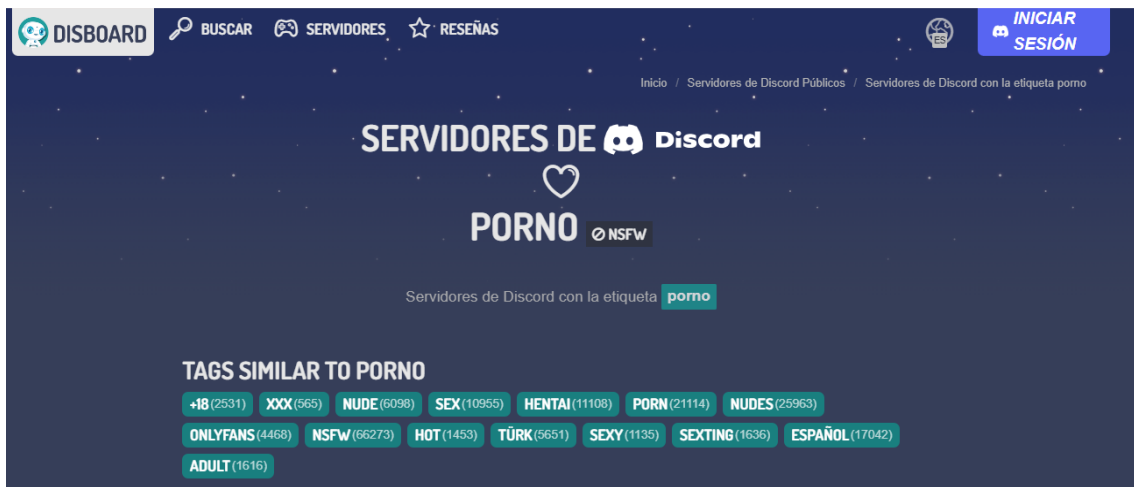 DISBOARD BUSCAR SERVIDORES RESEÑAS ES INICIAR SESIÓN
Inicio / Servidores de Discord Públicos / Servidores de Discord con la etiqueta porno
SERVIDORES DE Discord
PORNO NSFW
Servidores de Discord con la etiqueta porno
TAGS SIMILAR TO PORNO
+18(2531) XXX(565) NUDE(6098) SEX(10955) HENTAI(11108) PORN(21114) NUDES(25963)
ONLYFANS(4468) NSFW(66273) HOT(1453) TÜRK(5651) SEXY(1135) SEXTING(1636) ESPAÑOL(17042)
ADULT(1616)